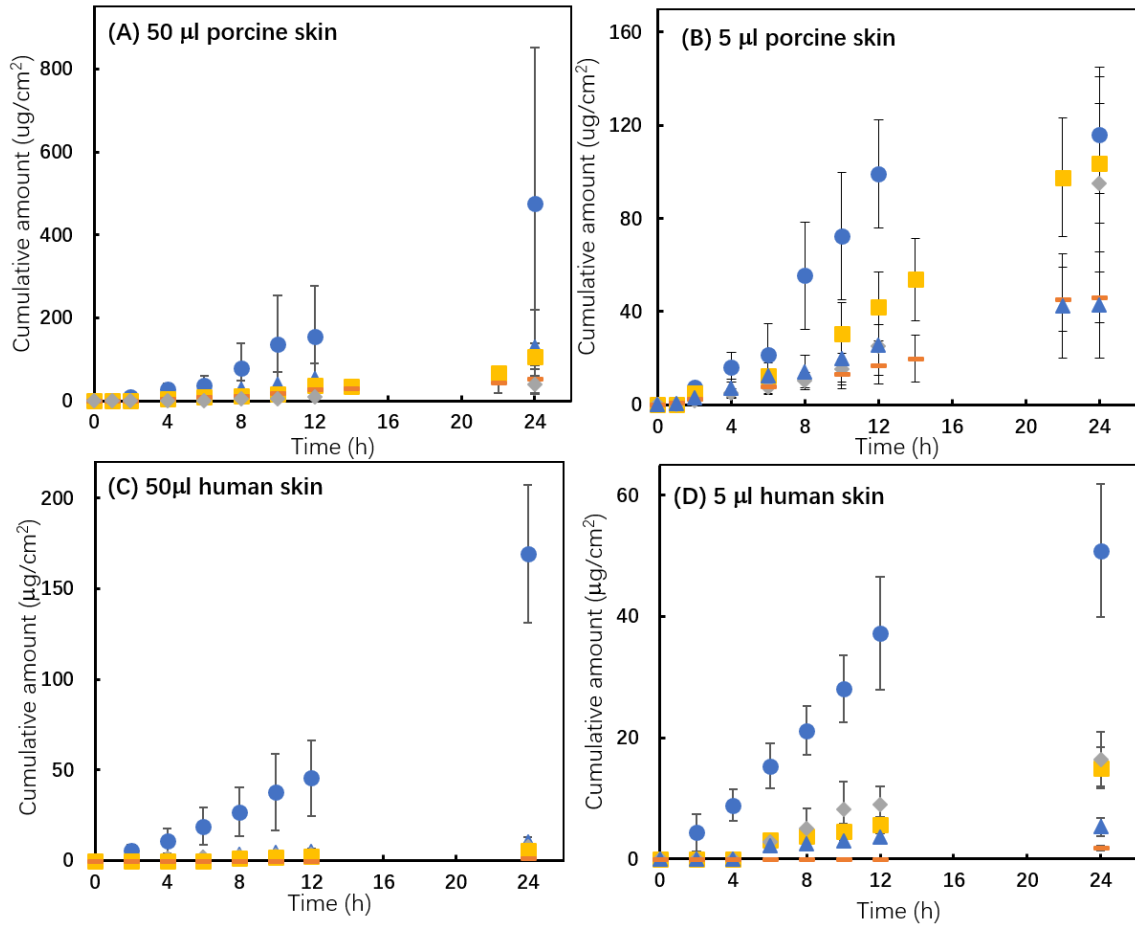 (A) 50 μl porcine skin
Cumulative amount (ug/cm²)
800
600
400
200
0
0 4 8 12 16 20 24
Time (h)
(B) 5 μl porcine skin
Cumulative amount (ug/cm²)
160
120
80
40
0
0 4 8 12 16 20 24
Time (h)
(C) 50μl human skin
Cumulative amount (μg/cm²)
200
150
100
50
0
0 4 8 12 16 20 24
Time (h)
(D) 5 μl human skin
Cumulative amount (μg/cm²)
60
40
20
0
0 4 8 12 16 20 24
Time (h)